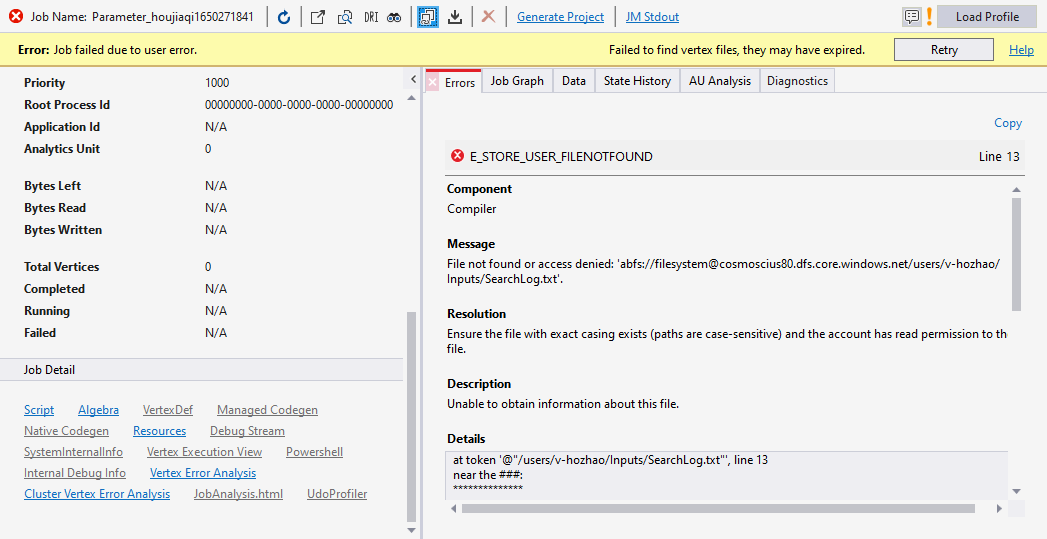 Job Name: Parameter_houjiaqi1650271841
DRI
Generate Project
JM Stdout
Load Profile
Error: Job failed due to user error.
Failed to find vertex files, they may have expired.
Retry
Help
Priority 1000
Root Process Id 00000000-0000-0000-0000-00000000
Application Id N/A
Analytics Unit 0
Bytes Left N/A
Bytes Read N/A
Bytes Written N/A
Total Vertices 0
Completed N/A
Running N/A
Failed N/A
Job Detail
Script Algebra VertexDef Managed Codegen
Native Codegen Resources Debug Stream
SystemInternalInfo Vertex Execution View Powershell
Internal Debug Info Vertex Error Analysis
Cluster Vertex Error Analysis JobAnalysis.html UdoProfiler
Errors Job Graph Data State History AU Analysis Diagnostics
Copy
E_STORE_USER_FILENOTFOUND Line 13
Component
Compiler
Message
File not found or access denied: 'abfs://filesystem@cosmoscius80.dfs.core.windows.net/users/v-hozhao/
Inputs/SearchLog.txt'.
Resolution
Ensure the file with exact casing exists (paths are case-sensitive) and the account has read permission to th
file.
Description
Unable to obtain information about this file.
Details
at token '@"/users/v-hozhao/Inputs/SearchLog.txt"', line 13
near the ###:
**************